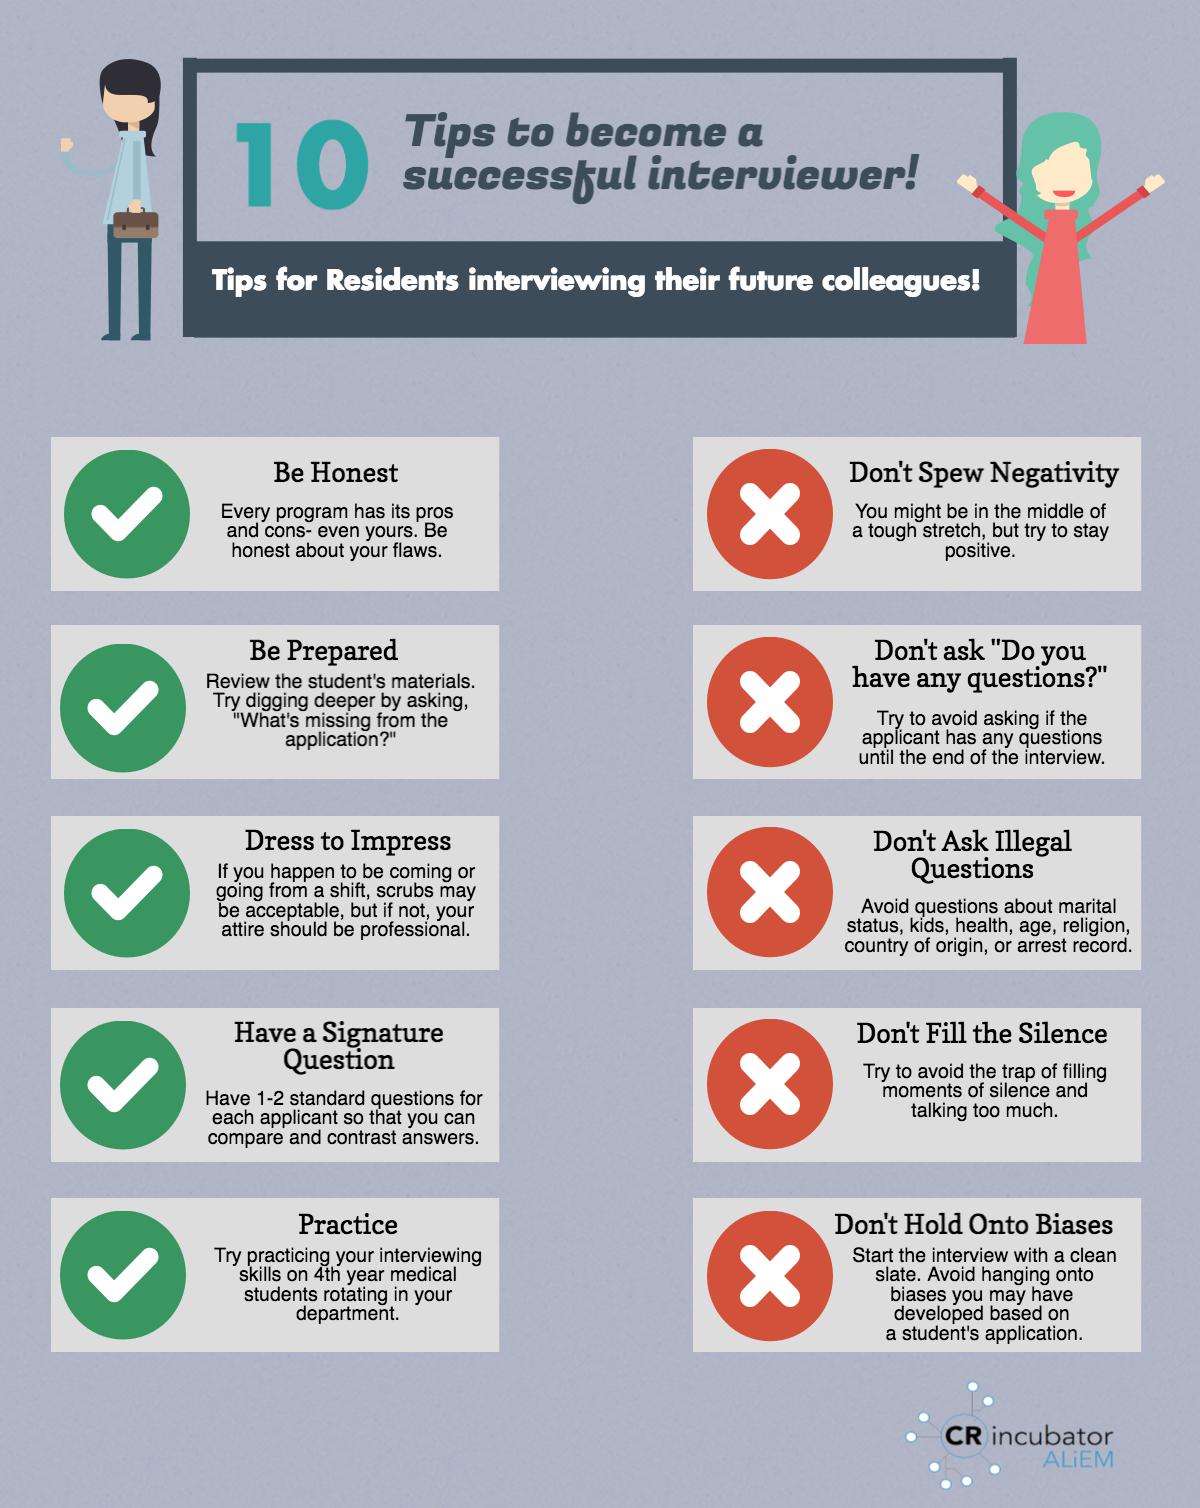 10
Tips to become a
successful interviewer!
Tips for Residents interviewing their future colleagues!
Be Honest
Every program has its pros
and cons- even yours. Be
honest about your flaws.
Don't Spew Negativity
You might be in the middle of
a tough stretch, but try to stay
positive.
Be Prepared
Review the student's materials.
Try digging deeper by asking,
"What's missing from the
application?"
Don't ask "Do you
have any questions?"
Try to avoid asking if the
applicant has any questions
until the end of the interview.
Dress to Impress
If you happen to be coming or
going from a shift, scrubs may
be acceptable, but if not, your
attire should be professional.
Don't Ask Illegal
Questions
Avoid questions about marital
status, kids, health, age, religion,
country of origin, or arrest record.
Have a Signature
Question
Have 1-2 standard questions for
each applicant so that you can
compare and contrast answers.
Don't Fill the Silence
Try to avoid the trap of filling
moments of silence and
talking too much.
Practice
Try practicing your interviewing
skills on 4th year medical
students rotating in your
department.
Don't Hold Onto Biases
Start the interview with a clean
slate. Avoid hanging onto
biases you may have
developed based on
a student's application.
CR incubator
ALiEM